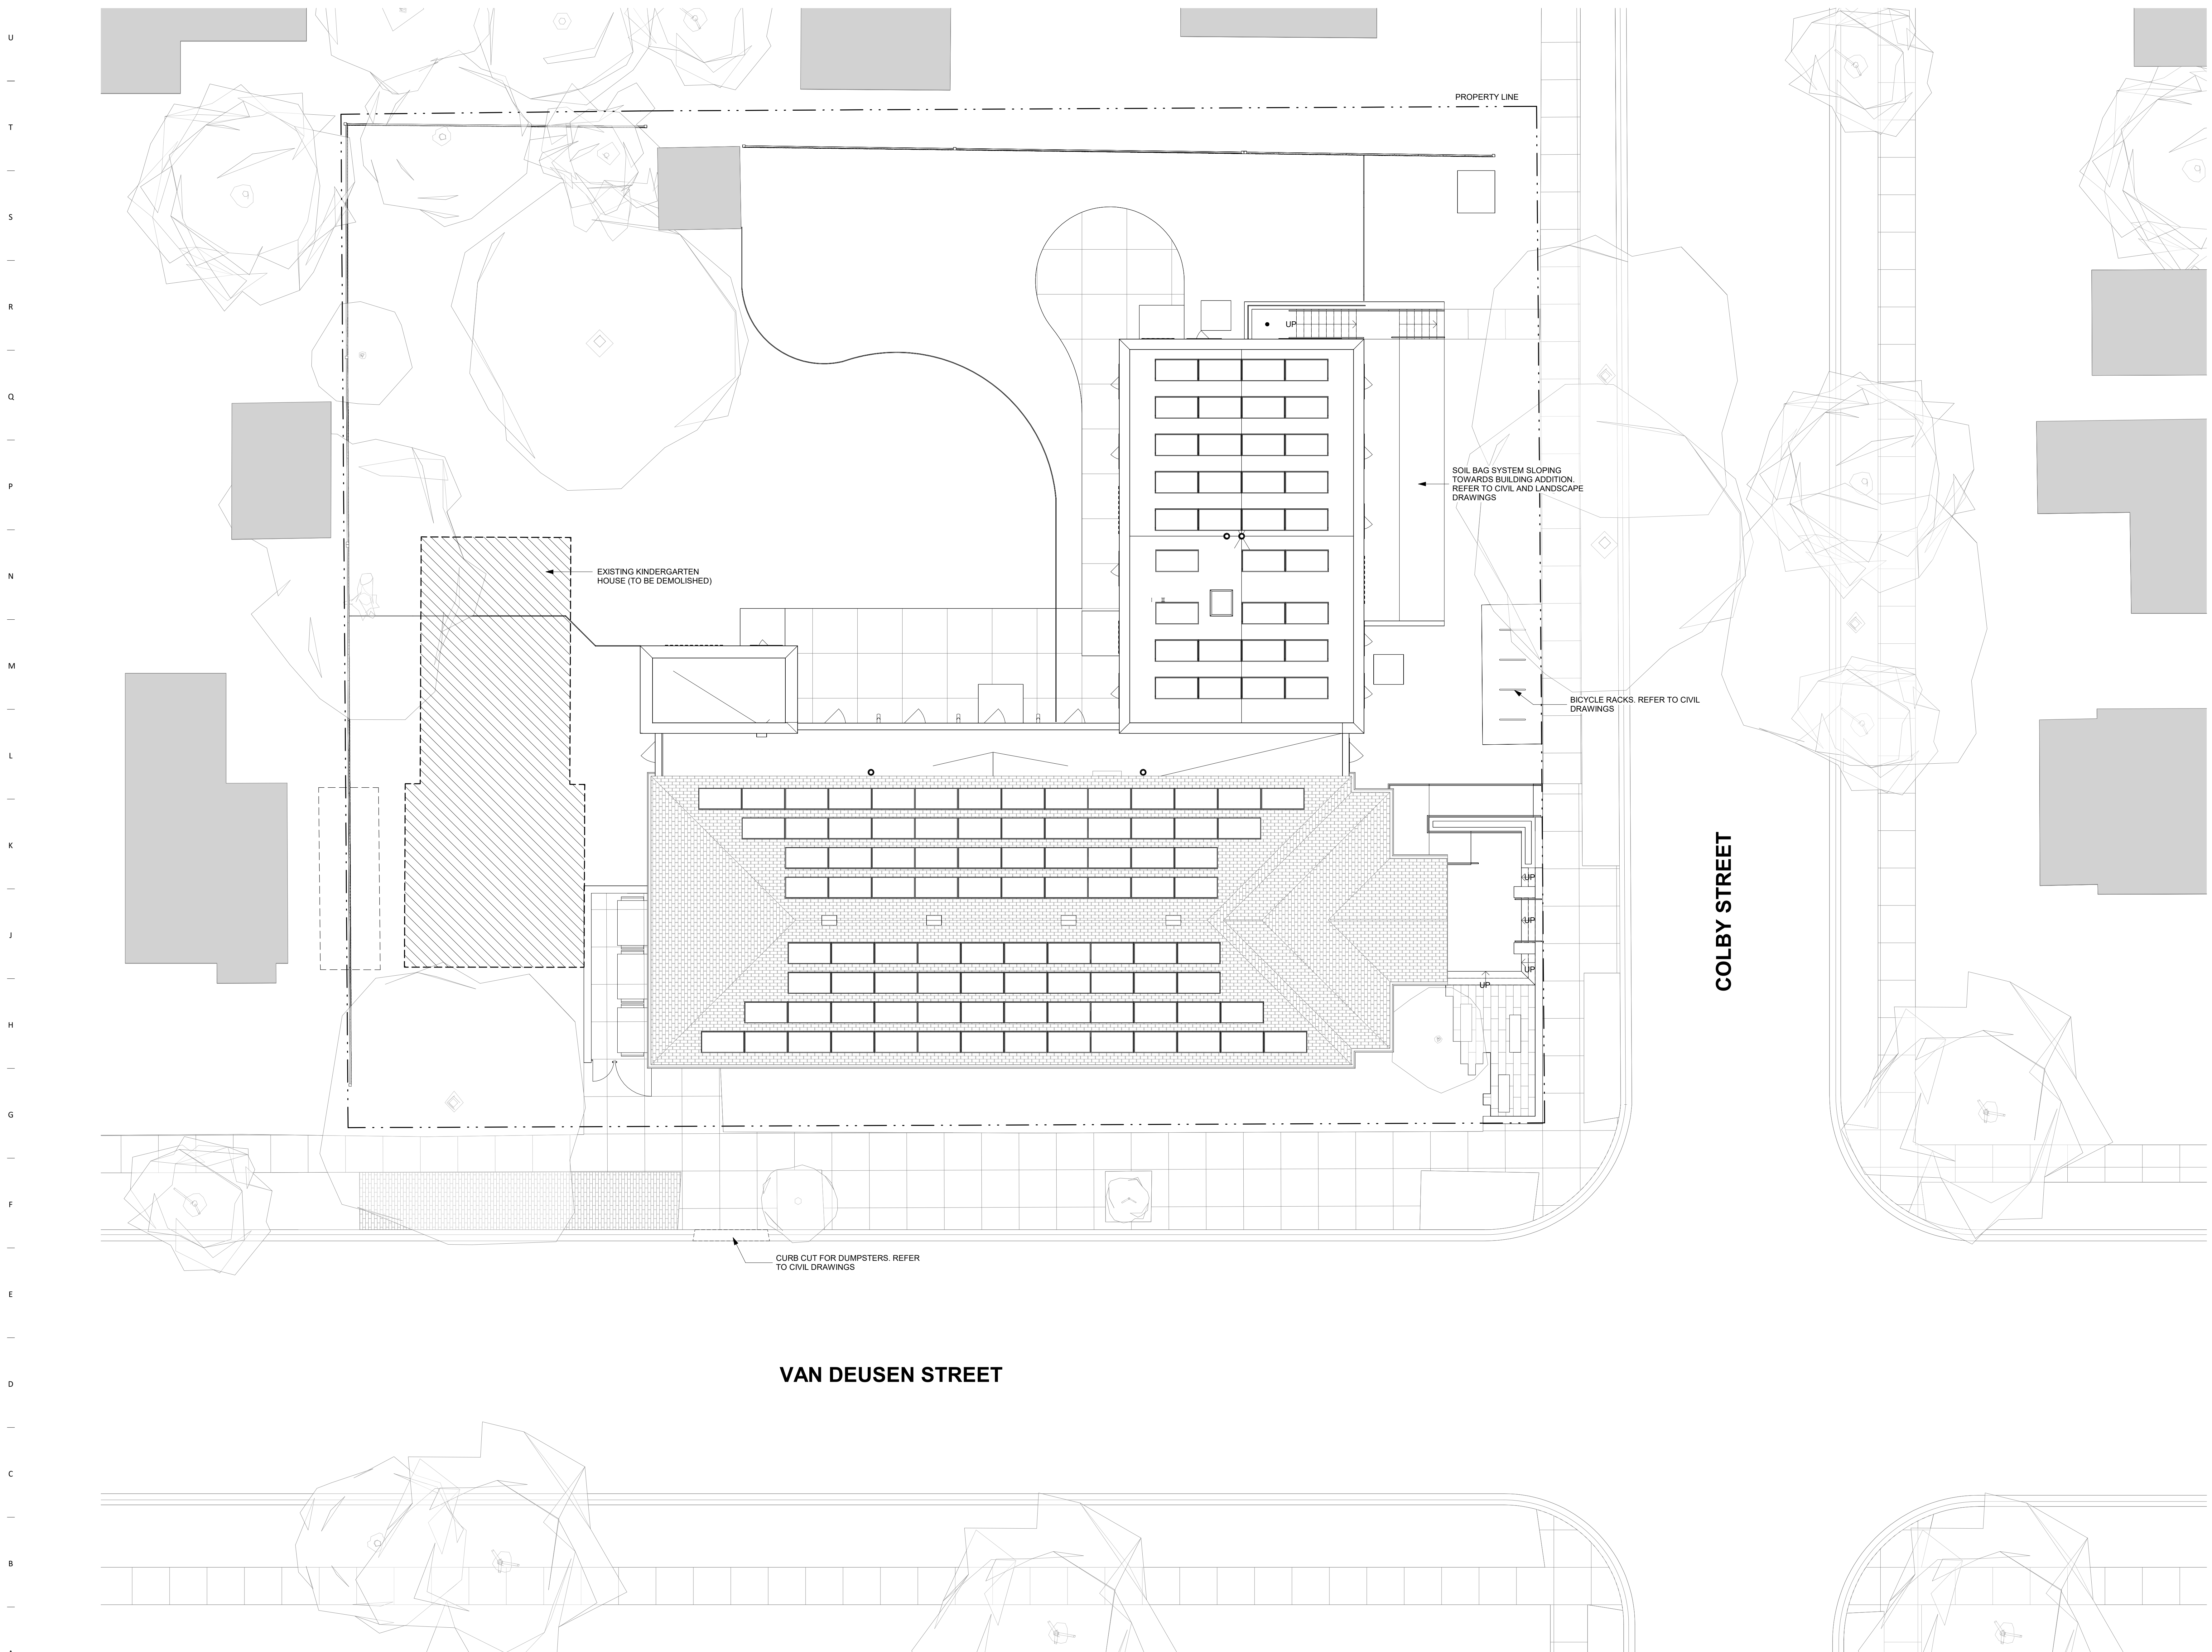 U
T
PROPERTY LINE
S
R
UP
Q
P
SOIL BAG SYSTEM SLOPING
TOWARDS BUILDING ADDITION.
REFER TO CIVIL AND LANDSCAPE
DRAWINGS
N
EXISTING KINDERGARTEN
HOUSE (TO BE DEMOLISHED)
M
BICYCLE RACKS. REFER TO CIVIL
DRAWINGS
L
K
UP
COLBY STREET
J
UP
UP
UP
H
G
F
CURB CUT FOR DUMPSTERS. REFER
TO CIVIL DRAWINGS
E
VAN DEUSEN STREET
D
C
B